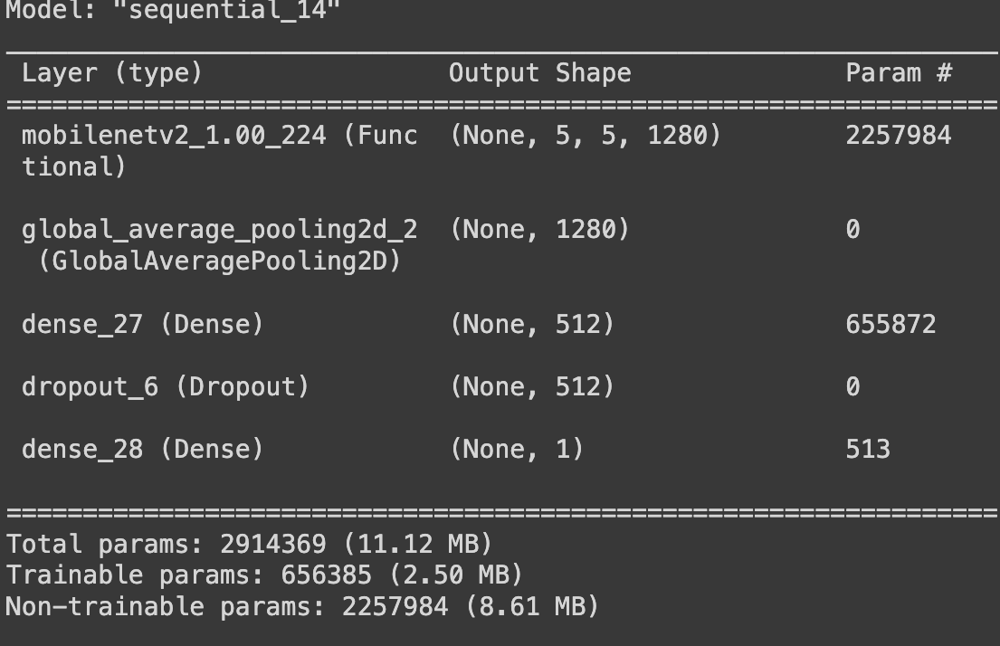 Model: "sequential_14"
_________________________________________________________________
Layer (type) Output Shape Param #
=================================================================
mobilenetv2_1.00_224 (Func (None, 5, 5, 1280) 2257984
tional)
global_average_pooling2d_2 (None, 1280) 0
(GlobalAveragePooling2D)
dense_27 (Dense) (None, 512) 655872
dropout_6 (Dropout) (None, 512) 0
dense_28 (Dense) (None, 1) 513
=================================================================
Total params: 2914369 (11.12 MB)
Trainable params: 656385 (2.50 MB)
Non-trainable params: 2257984 (8.61 MB)